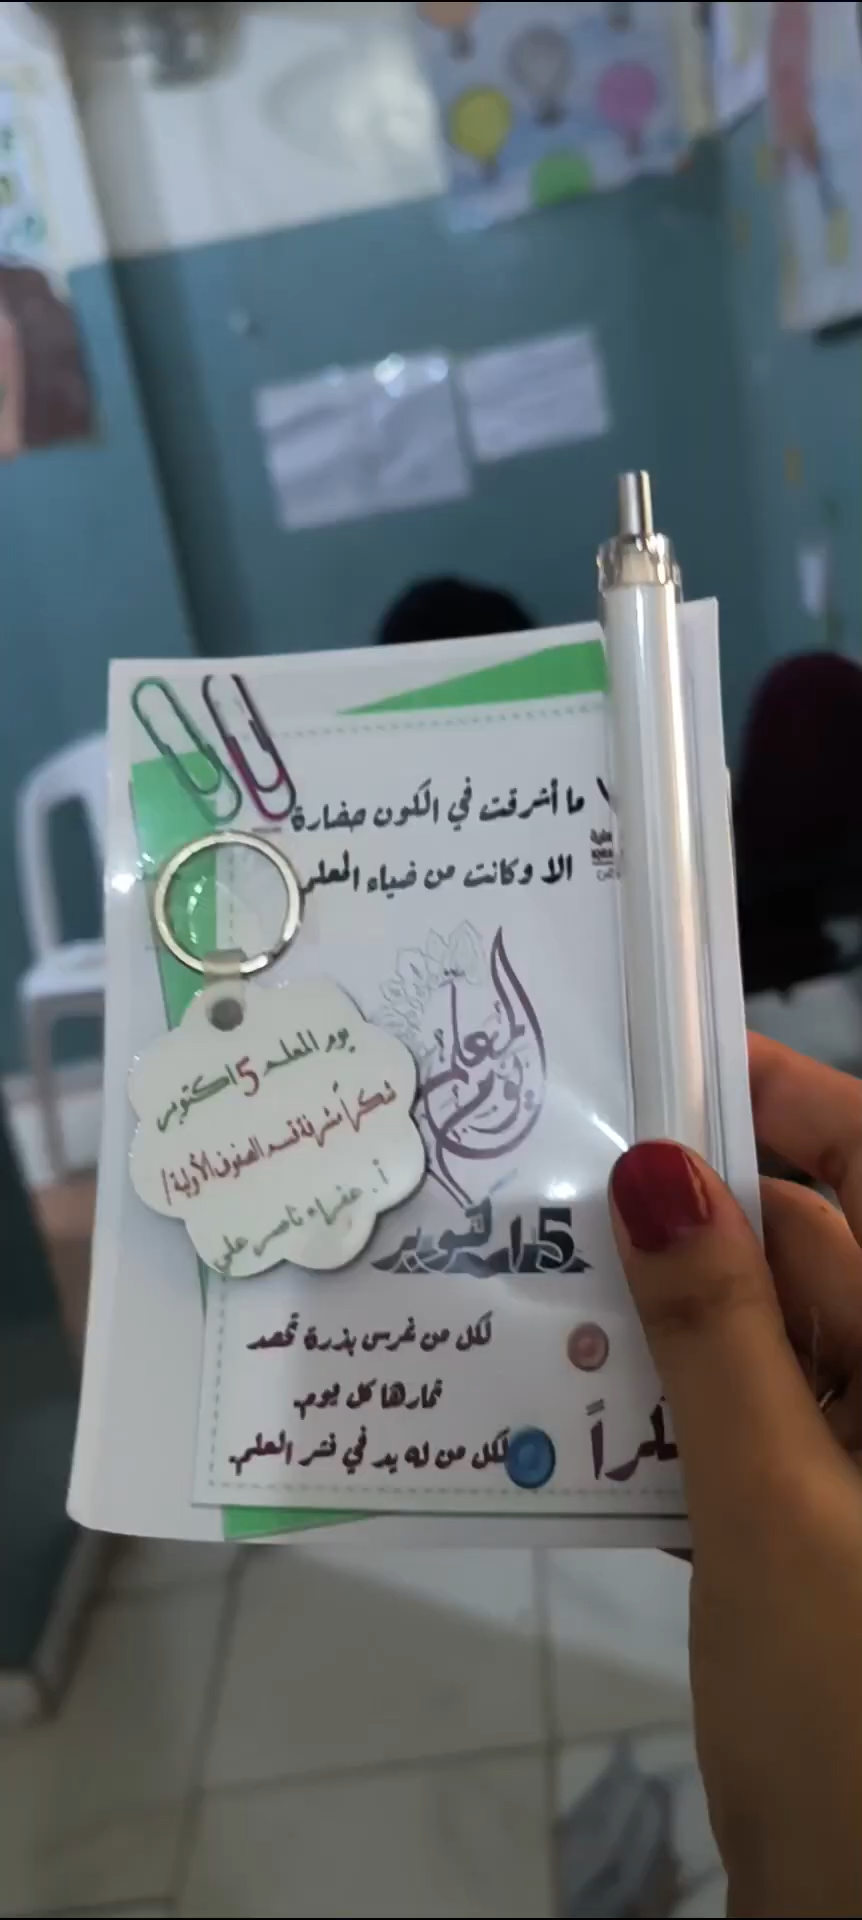 ما أشرقت في الكون حضارة
الا وكانت من ضياء المعلم
يوم المعلم
5 اكتوبر
يوم المعلم 5 اكتوبر
شكراً مشرفة قسم الصفوف الأولية/
أ. عفراء ناصر علي
لكل من غرس بذرة تحصد
ثمارها كل يوم.
لكل من له يد في نشر العلم.